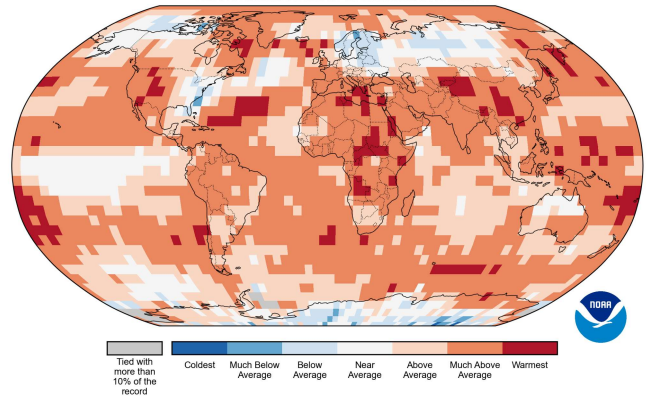 NOAA
Tied with
more than
10% of the
record
Coldest
Much Below
Average
Below
Average
Near
Average
Above
Average
Much Above
Average
Warmest